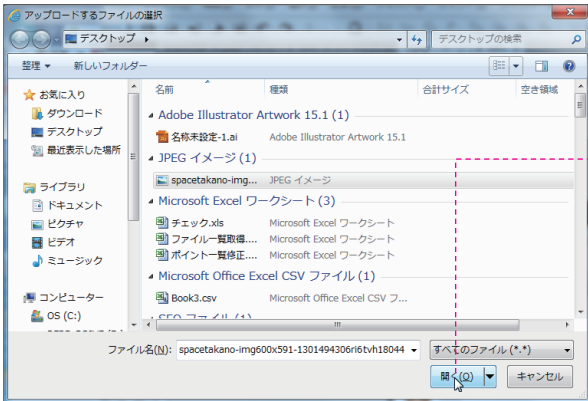 アップロードするファイルの選択
デスクトップ
デスクトップの検索
整理 新しいフォルダー
名前 種類 合計サイズ 空き領域
お気に入り
ダウンロード
デスクトップ
最近表示した場所
ライブラリ
ドキュメント
ピクチャ
ビデオ
ミュージック
コンピューター
OS (C:)
Adobe Illustrator Artwork 15.1 (1)
名称未設定-1.ai Adobe Illustrator Artwork 15.1
JPEG イメージ (1)
spacetakano-img... JPEG イメージ
Microsoft Excel ワークシート (3)
チェック.xls Microsoft Excel ワークシート
ファイル一覧取得.... Microsoft Excel ワークシート
ポイント一覧修正.... Microsoft Excel ワークシート
Microsoft Office Excel CSV ファイル (1)
Book3.csv Microsoft Office Excel CSV フ...
ファイル名(N): spacetakano-img600x591-1301494306ri6tvh18044
すべてのファイル (*.*)
開く(O) キャンセル